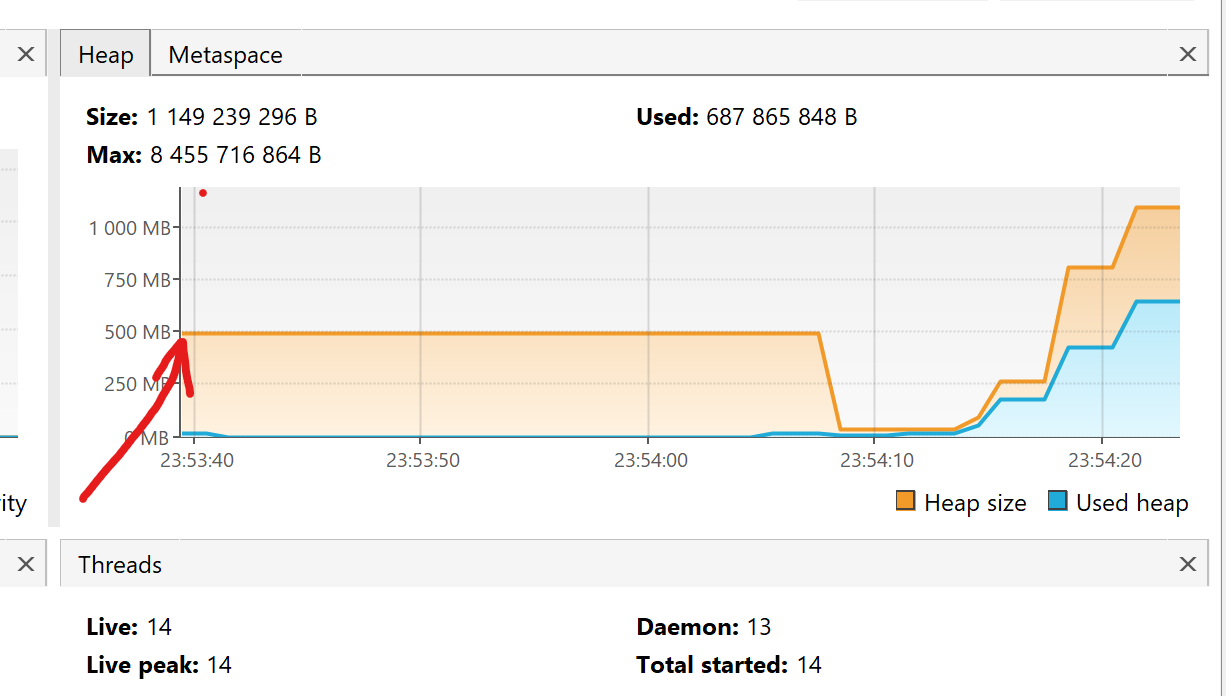 Heap Metaspace
Size: 1 149 239 296 B Used: 687 865 848 B
Max: 8 455 716 864 B
1 000 MB
750 MB
500 MB
250 MB
0 MB
23:53:40 23:53:50 23:54:00 23:54:10 23:54:20
ity Heap size Used heap
Threads
Live: 14 Daemon: 13
Live peak: 14 Total started: 14